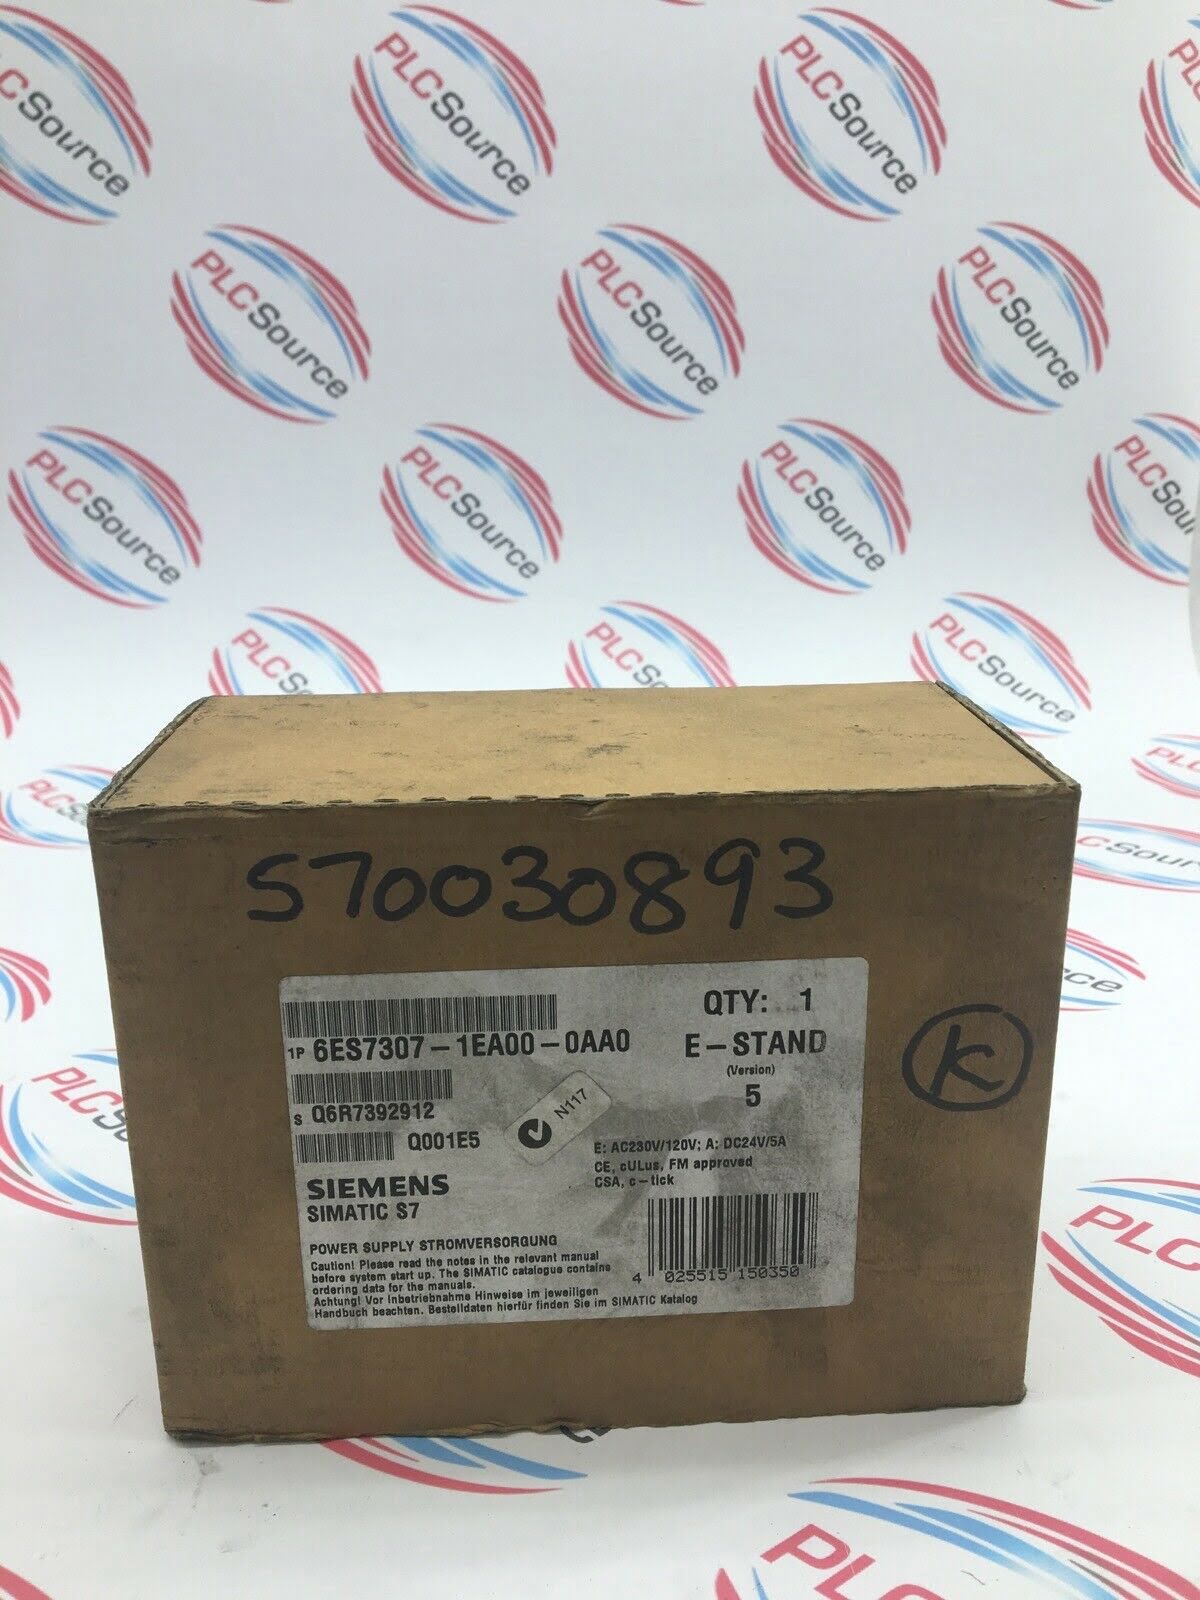 PLCSource
S70030893
K
QTY: 1
1P 6ES7307-1EA00-0AA0
E-STAND
(Version)
5
S Q6R7392912
N117
Q001E5
E: AC230V/120V; A: DC24V/5A
CE, cULus, FM approved
CSA, c-tick
SIEMENS
SIMATIC S7
POWER SUPPLY STROMVERSORGUNG
Caution! Please read the notes in the relevant manual
before system start up. The SIMATIC catalogue contains
ordering data for the manuals.
Achtung! Vor Inbetriebnahme Hinweise im jeweiligen
Handbuch beachten. Bestelldaten hierfür finden Sie im SIMATIC Katalog
4 025515 150350